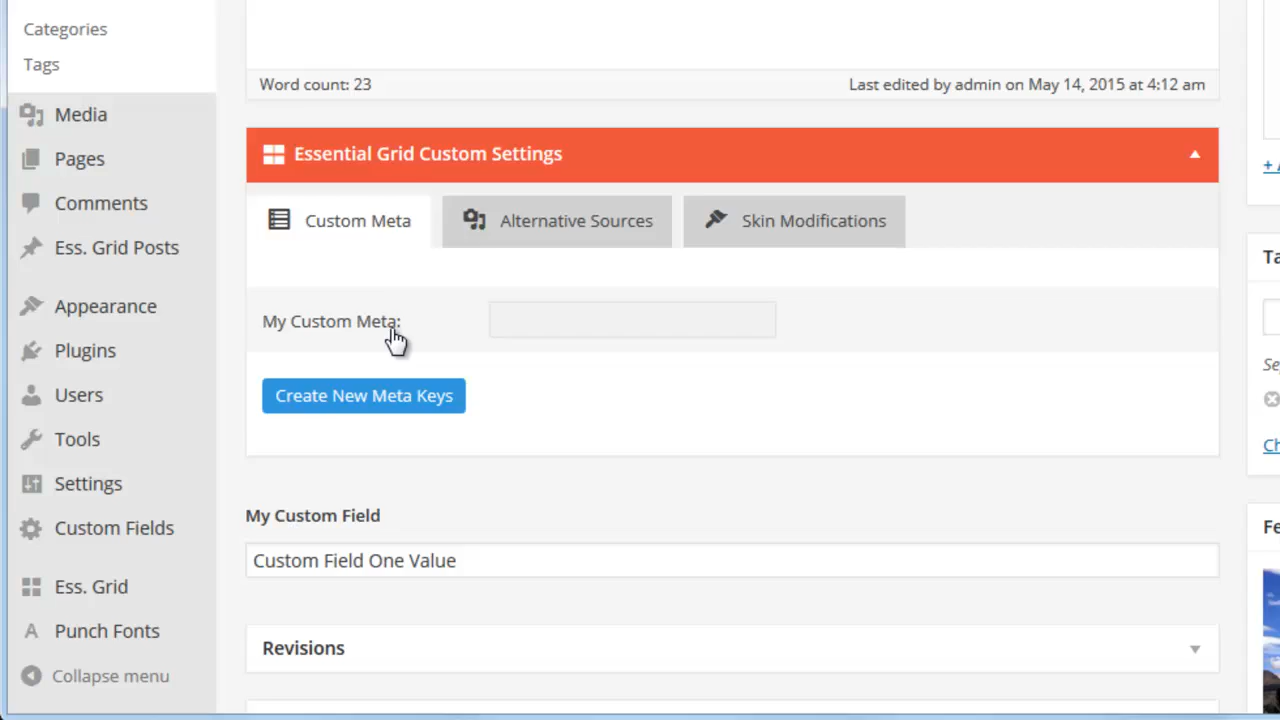 Categories
Tags
Media
Pages
Comments
Ess. Grid Posts
Appearance
Plugins
Users
Tools
Settings
Custom Fields
Ess. Grid
Punch Fonts
Collapse menu
Word count: 23
Last edited by admin on May 14, 2015 at 4:12 am
Essential Grid Custom Settings
Custom Meta
Alternative Sources
Skin Modifications
My Custom Meta:
Create New Meta Keys
My Custom Field
Custom Field One Value
Revisions